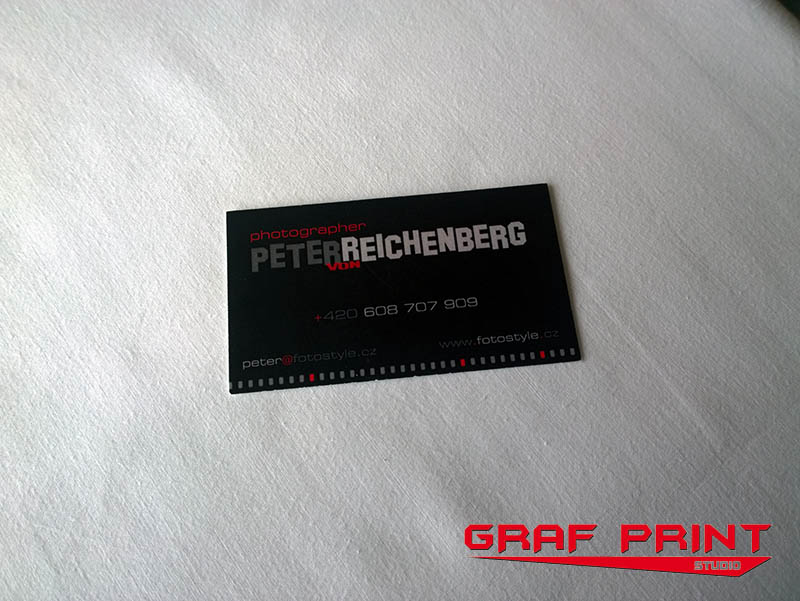 photographer
PETER VON REICHENBERG
+420 608 707 909
peter@fotostyle.cz
www.fotostyle.cz
GRAF PRINT
STUDIO